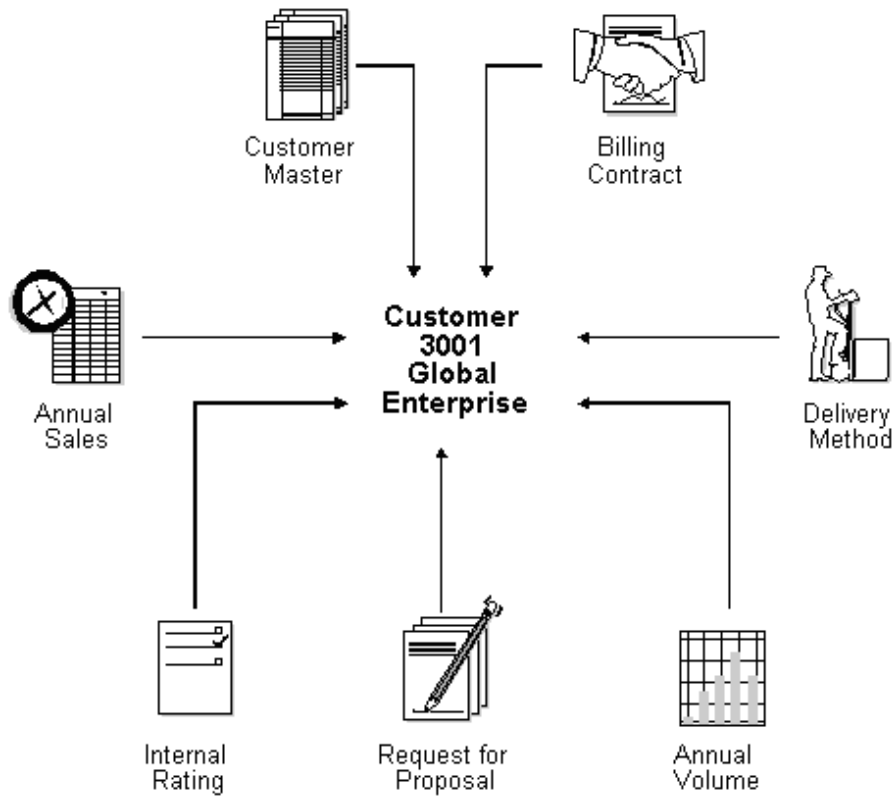 Customer
Master
Billing
Contract
Customer
3001
Global
Enterprise
Annual
Sales
Delivery
Method
Internal
Rating
Request for
Proposal
Annual
Volume